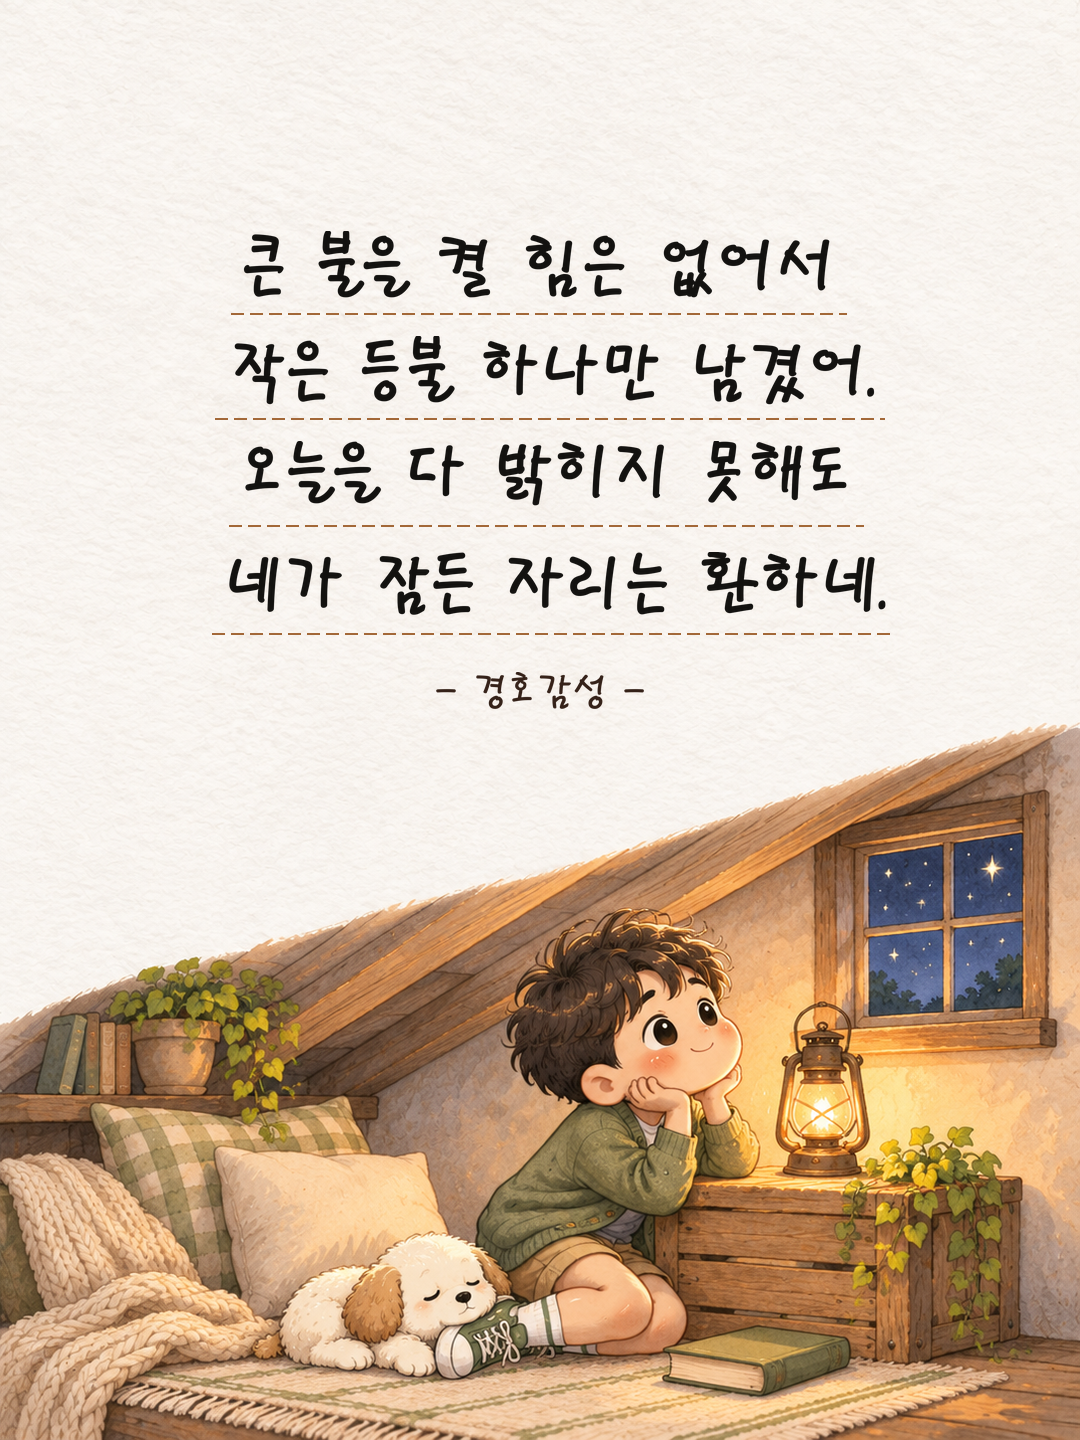 큰 불을 켤 힘은 없어서
작은 등불 하나만 남겼어.
오늘을 다 밝히지 못해도
네가 잠든 자리는 환하네.
– 경호감성 –